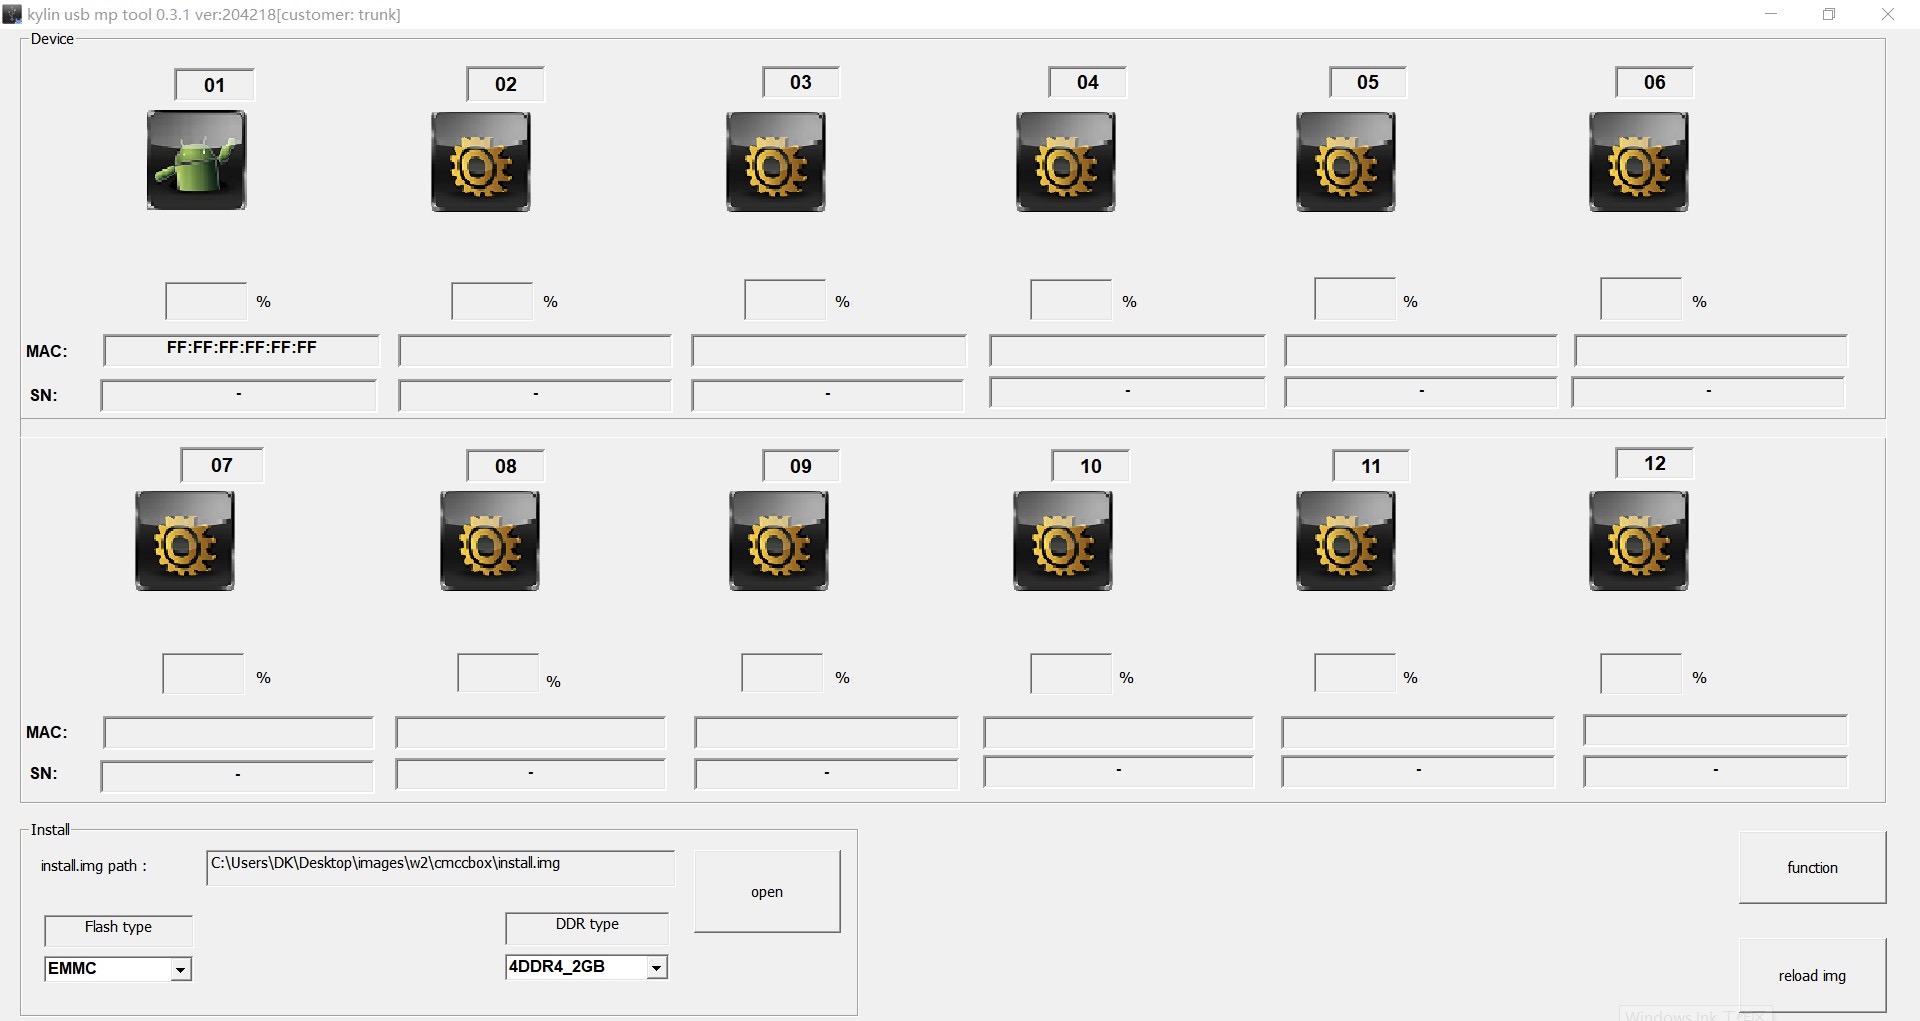 kylin usb mp tool 0.3.1 ver:204218[customer: trunk]
Device
01 02 03 04 05 06
% % % % % %
MAC: FF:FF:FF:FF:FF:FF
SN: - - - - - -
07 08 09 10 11 12
% % % % % %
MAC:
SN: - - - - - -
Install
install.img path : C:\Users\DK\Desktop\images\w2\cmccbox\install.img
open
function
Flash type DDR type
EMMC 4DDR4_2GB
reload img
Windows Ink